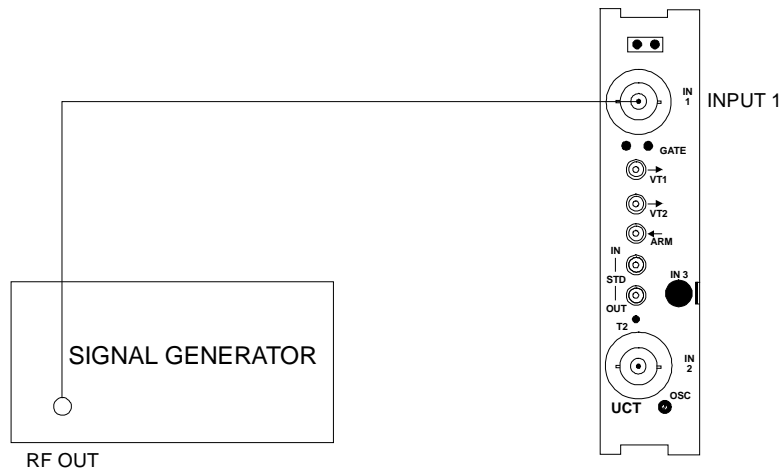 IN
1
INPUT 1
GATE
VT1
VT2
ARM
IN
STD
OUT
IN 3
T2
IN
2
OSC
UCT
SIGNAL GENERATOR
RF OUT